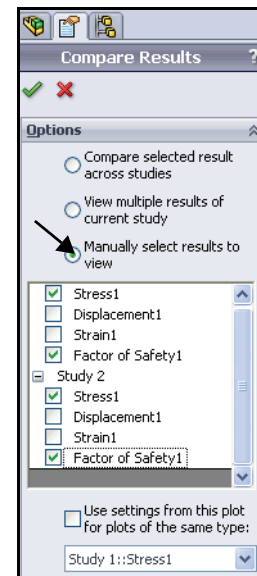 Compare Results ?
Options
Compare selected result
across studies
View multiple results of
current study
Manually select results to
view
Stress1
Displacement1
Strain1
Factor of Safety1
Study 2
Stress1
Displacement1
Strain1
Factor of Safety1
Use settings from this plot
for plots of the same type:
Study 1::Stress1